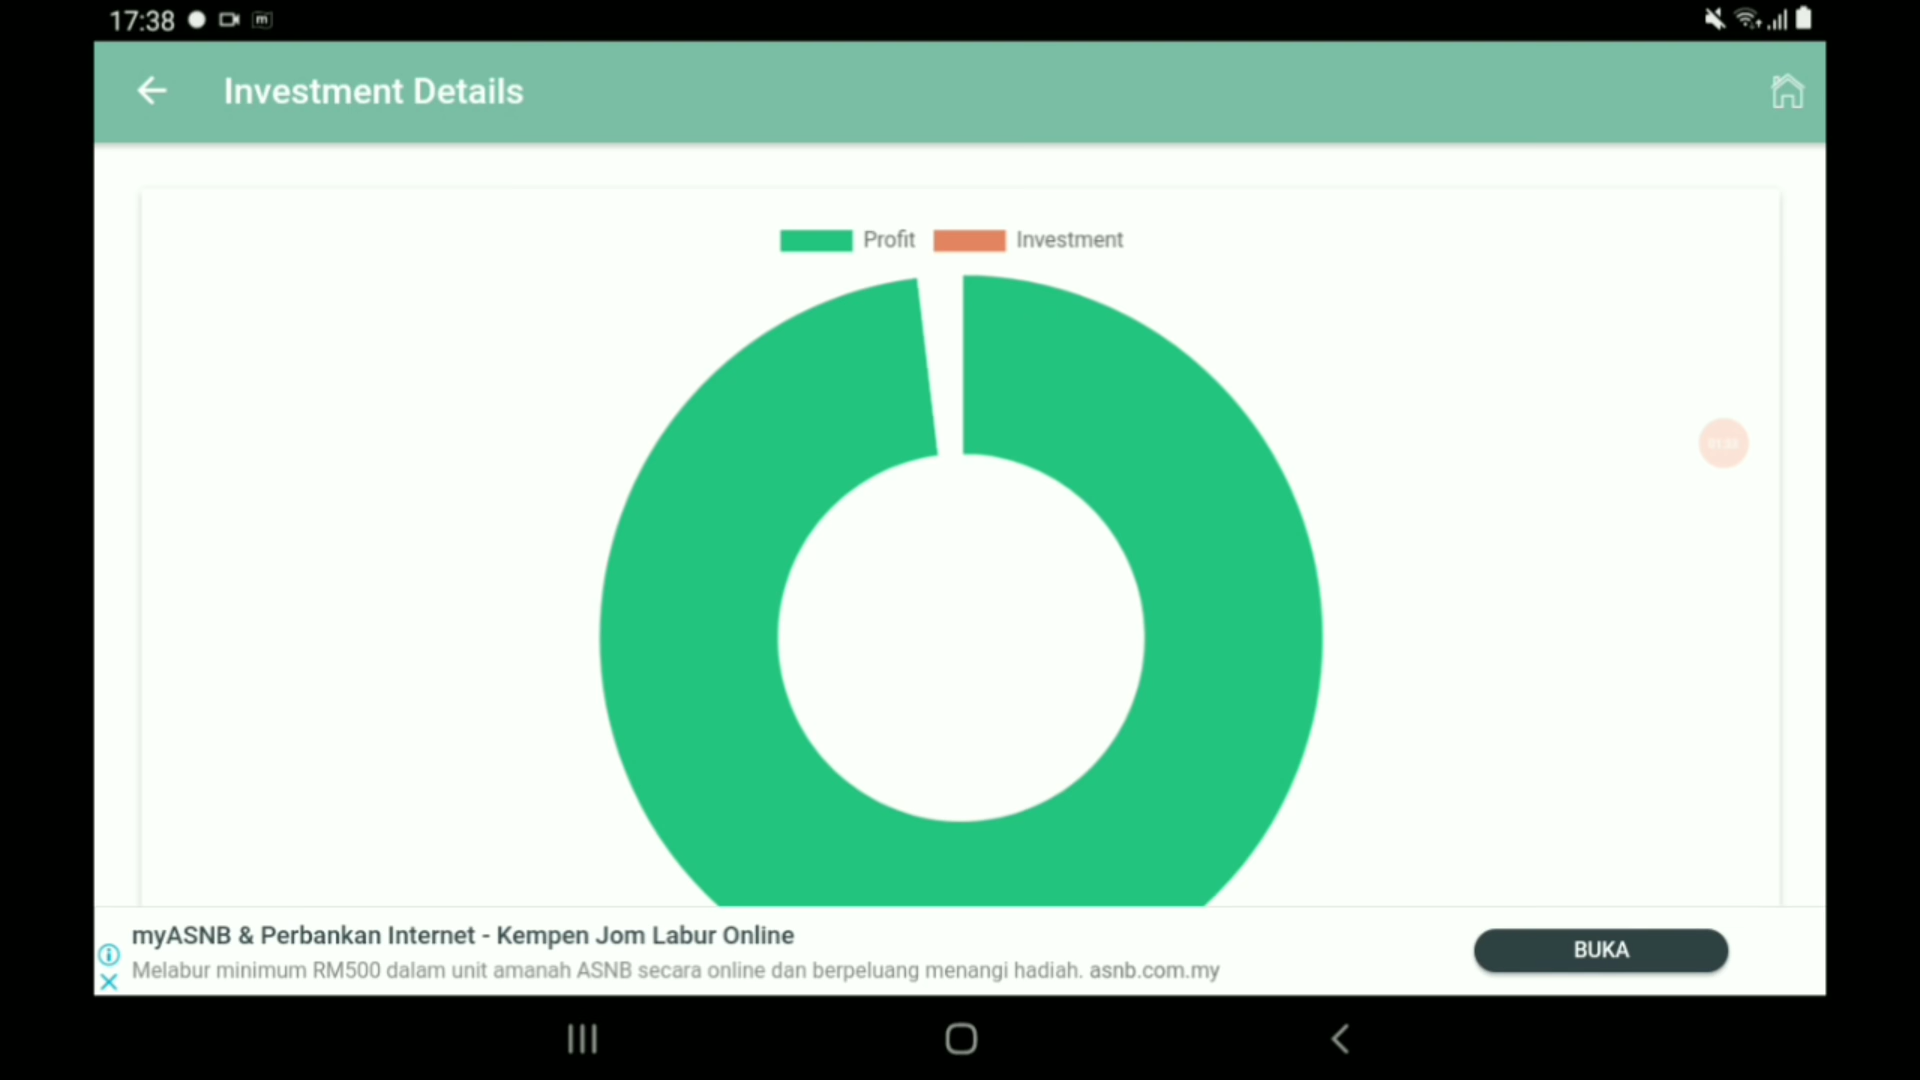 17:38
Investment Details
Profit Investment
myASNB & Perbankan Internet - Kempen Jom Labur Online
Melabur minimum RM500 dalam unit amanah ASNB secara online dan berpeluang menangi hadiah. asnb.com.my
BUKA